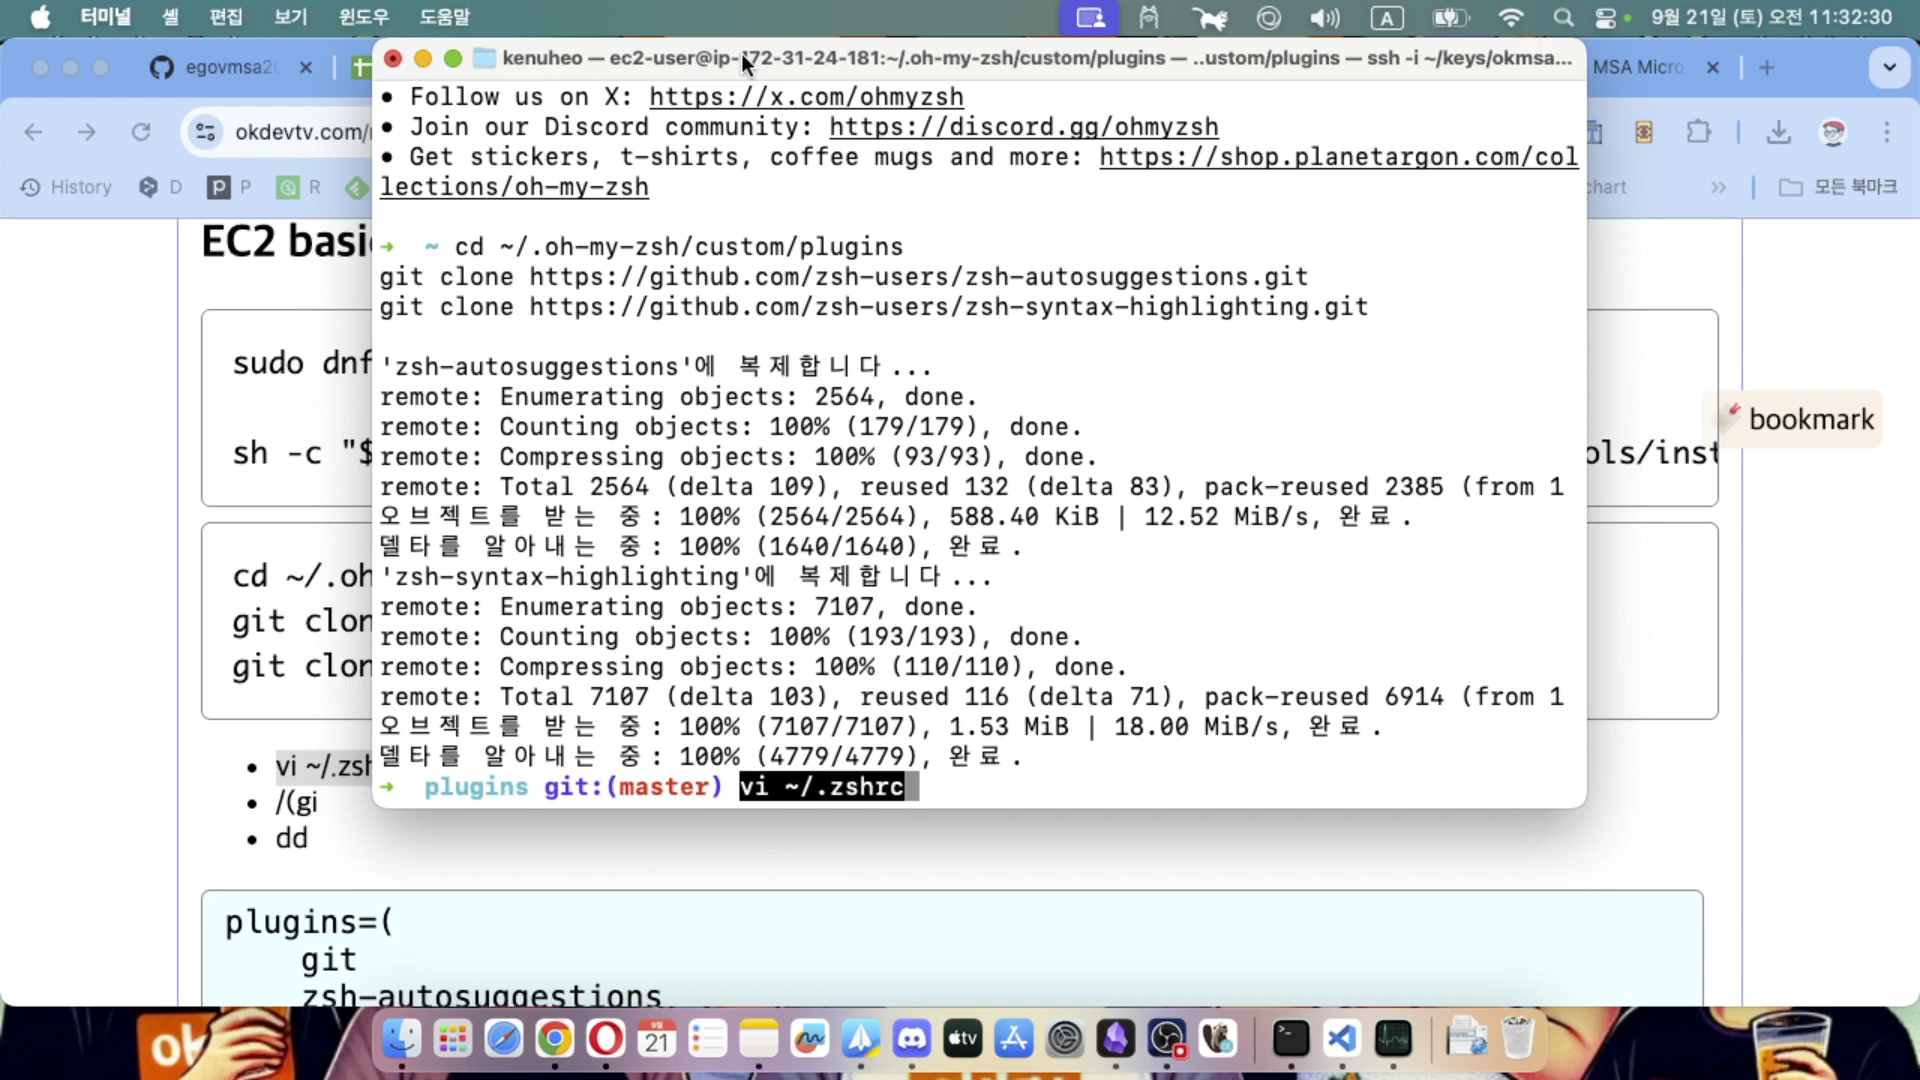 터미널 셸 편집 보기 윈도우 도움말
A
9월 21일 (토) 오전 11:32:30
egovmsa20
kenuheo — ec2-user@ip-172-31-24-181:~/.oh-my-zsh/custom/plugins — ..ustom/plugins — ssh -i ~/keys/okmsa...
MSA Micro
okdevtv.com/
History D P R
chart
모든 북마크
• Follow us on X: https://x.com/ohmyzsh
• Join our Discord community: https://discord.gg/ohmyzsh
• Get stickers, t-shirts, coffee mugs and more: https://shop.planetargon.com/col
lections/oh-my-zsh
➜ ~ cd ~/.oh-my-zsh/custom/plugins
git clone https://github.com/zsh-users/zsh-autosuggestions.git
git clone https://github.com/zsh-users/zsh-syntax-highlighting.git
'zsh-autosuggestions'에 복제합니다...
remote: Enumerating objects: 2564, done.
remote: Counting objects: 100% (179/179), done.
remote: Compressing objects: 100% (93/93), done.
remote: Total 2564 (delta 109), reused 132 (delta 83), pack-reused 2385 (from 1
오브젝트를 받는 중: 100% (2564/2564), 588.40 KiB | 12.52 MiB/s, 완료.
델타를 알아내는 중: 100% (1640/1640), 완료.
'zsh-syntax-highlighting'에 복제합니다...
remote: Enumerating objects: 7107, done.
remote: Counting objects: 100% (193/193), done.
remote: Compressing objects: 100% (110/110), done.
remote: Total 7107 (delta 103), reused 116 (delta 71), pack-reused 6914 (from 1
오브젝트를 받는 중: 100% (7107/7107), 1.53 MiB | 18.00 MiB/s, 완료.
델타를 알아내는 중: 100% (4779/4779), 완료.
➜ plugins git:(master) vi ~/.zshrc
EC2 basi
sudo dnf
sh -c "$
ols/inst
bookmark
cd ~/.oh
git clon
git clon
• vi ~/.zsh
• /(gi
• dd
plugins=(
git
zsh-autosuggestions
ok
9월
21
tv